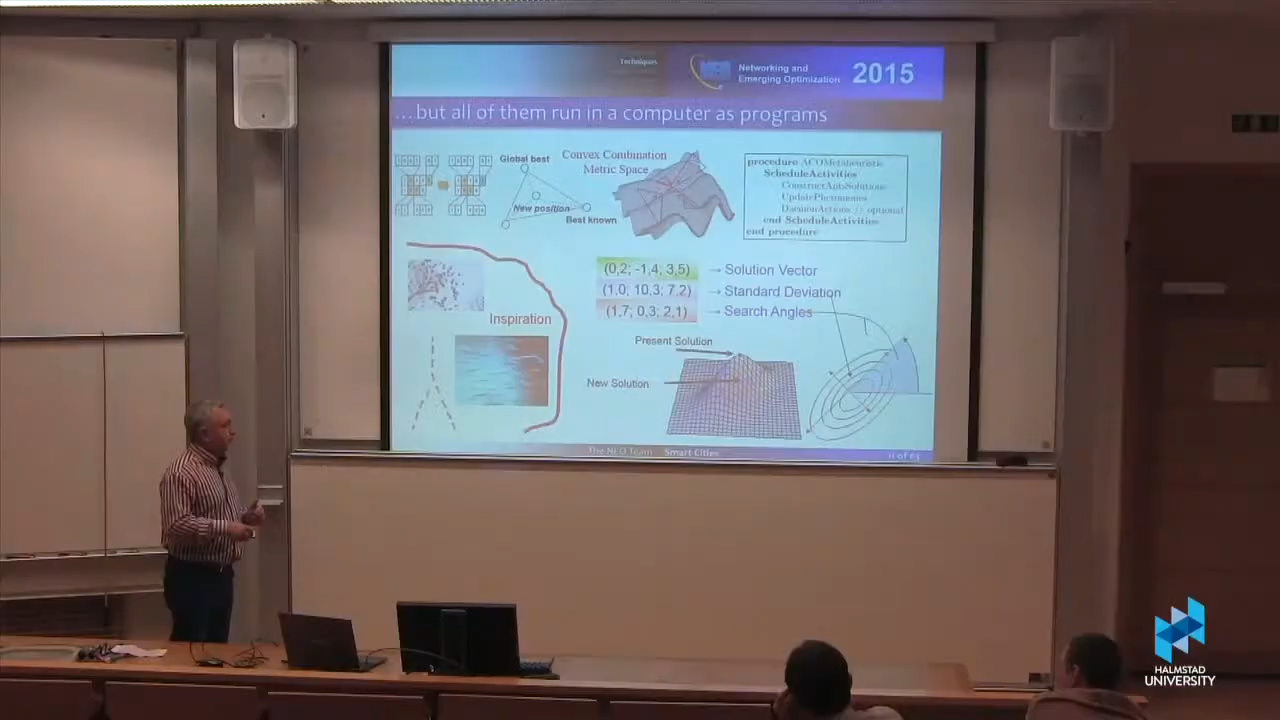 Techniques
Networking and
Emerging Optimization
2015
...but all of them run in a computer as programs
Global best
New position
Best known
Convex Combination
Metric Space
procedure ACOMetaheuristic
ScheduleActivities
ConstructAntsSolutions
UpdatePheromones
DaemonActions // optional
end ScheduleActivities
end procedure
(0,2; -1,4; 3,5) → Solution Vector
(1,0; 10,3; 7,2) → Standard Deviation
(1,7; 0,3; 2,1) → Search Angles
Inspiration
Present Solution
New Solution
The NEO Team
Smart Cities
11 of 63
HALMSTAD
UNIVERSITY